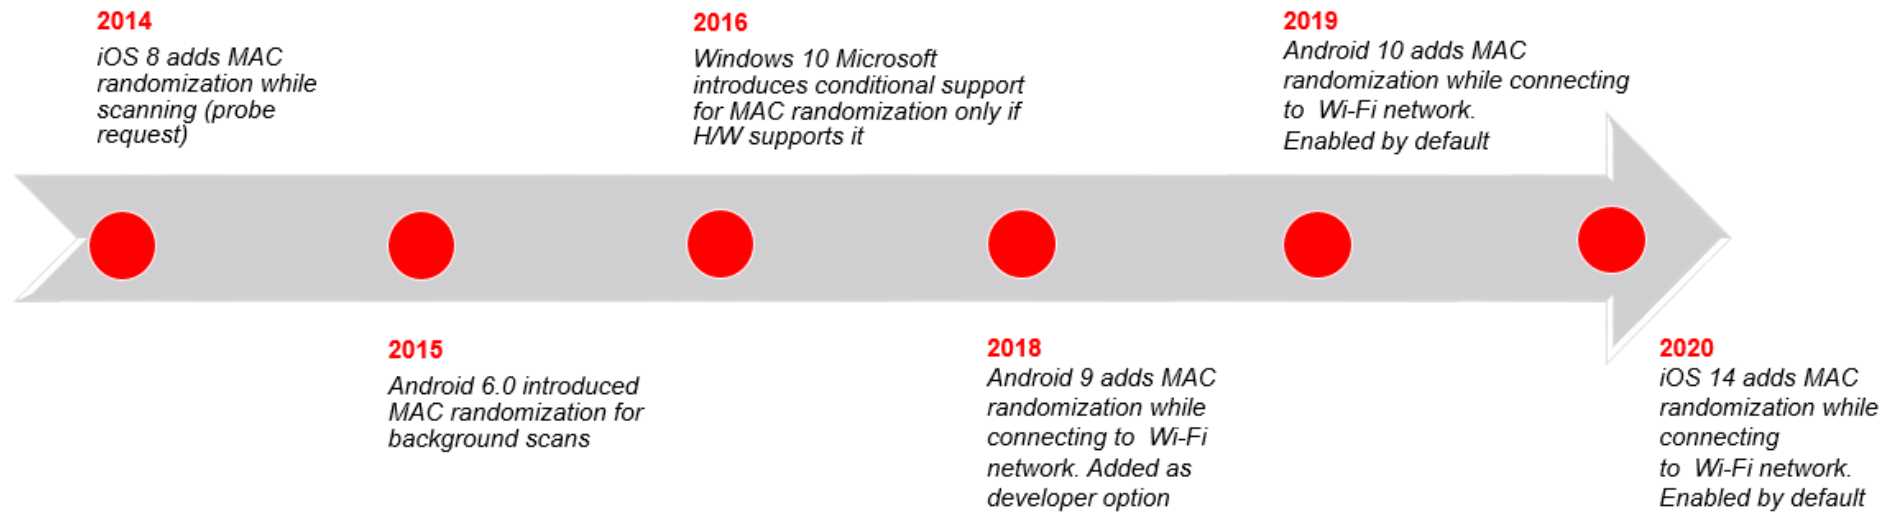 2014
iOS 8 adds MAC
randomization while
scanning (probe
request)
2016
Windows 10 Microsoft
introduces conditional support
for MAC randomization only if
H/W supports it
2019
Android 10 adds MAC
randomization while connecting
to Wi-Fi network.
Enabled by default
2015
Android 6.0 introduced
MAC randomization for
background scans
2018
Android 9 adds MAC
randomization while
connecting to Wi-Fi
network. Added as
developer option
2020
iOS 14 adds MAC
randomization while
connecting
to Wi-Fi network.
Enabled by default